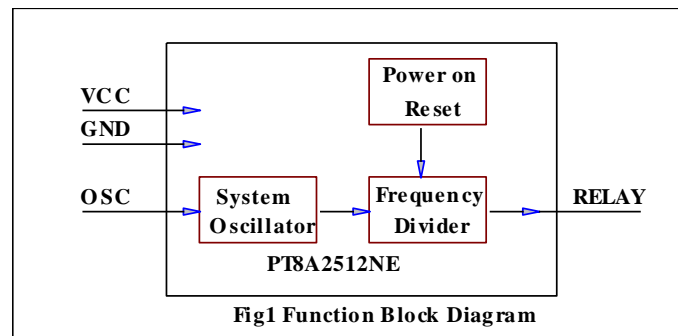 VCC
GND
OSC
Power on
Reset
System
Oscillator
Frequency
Divider
RELAY
PT8A2512NE
Fig1 Function Block Diagram